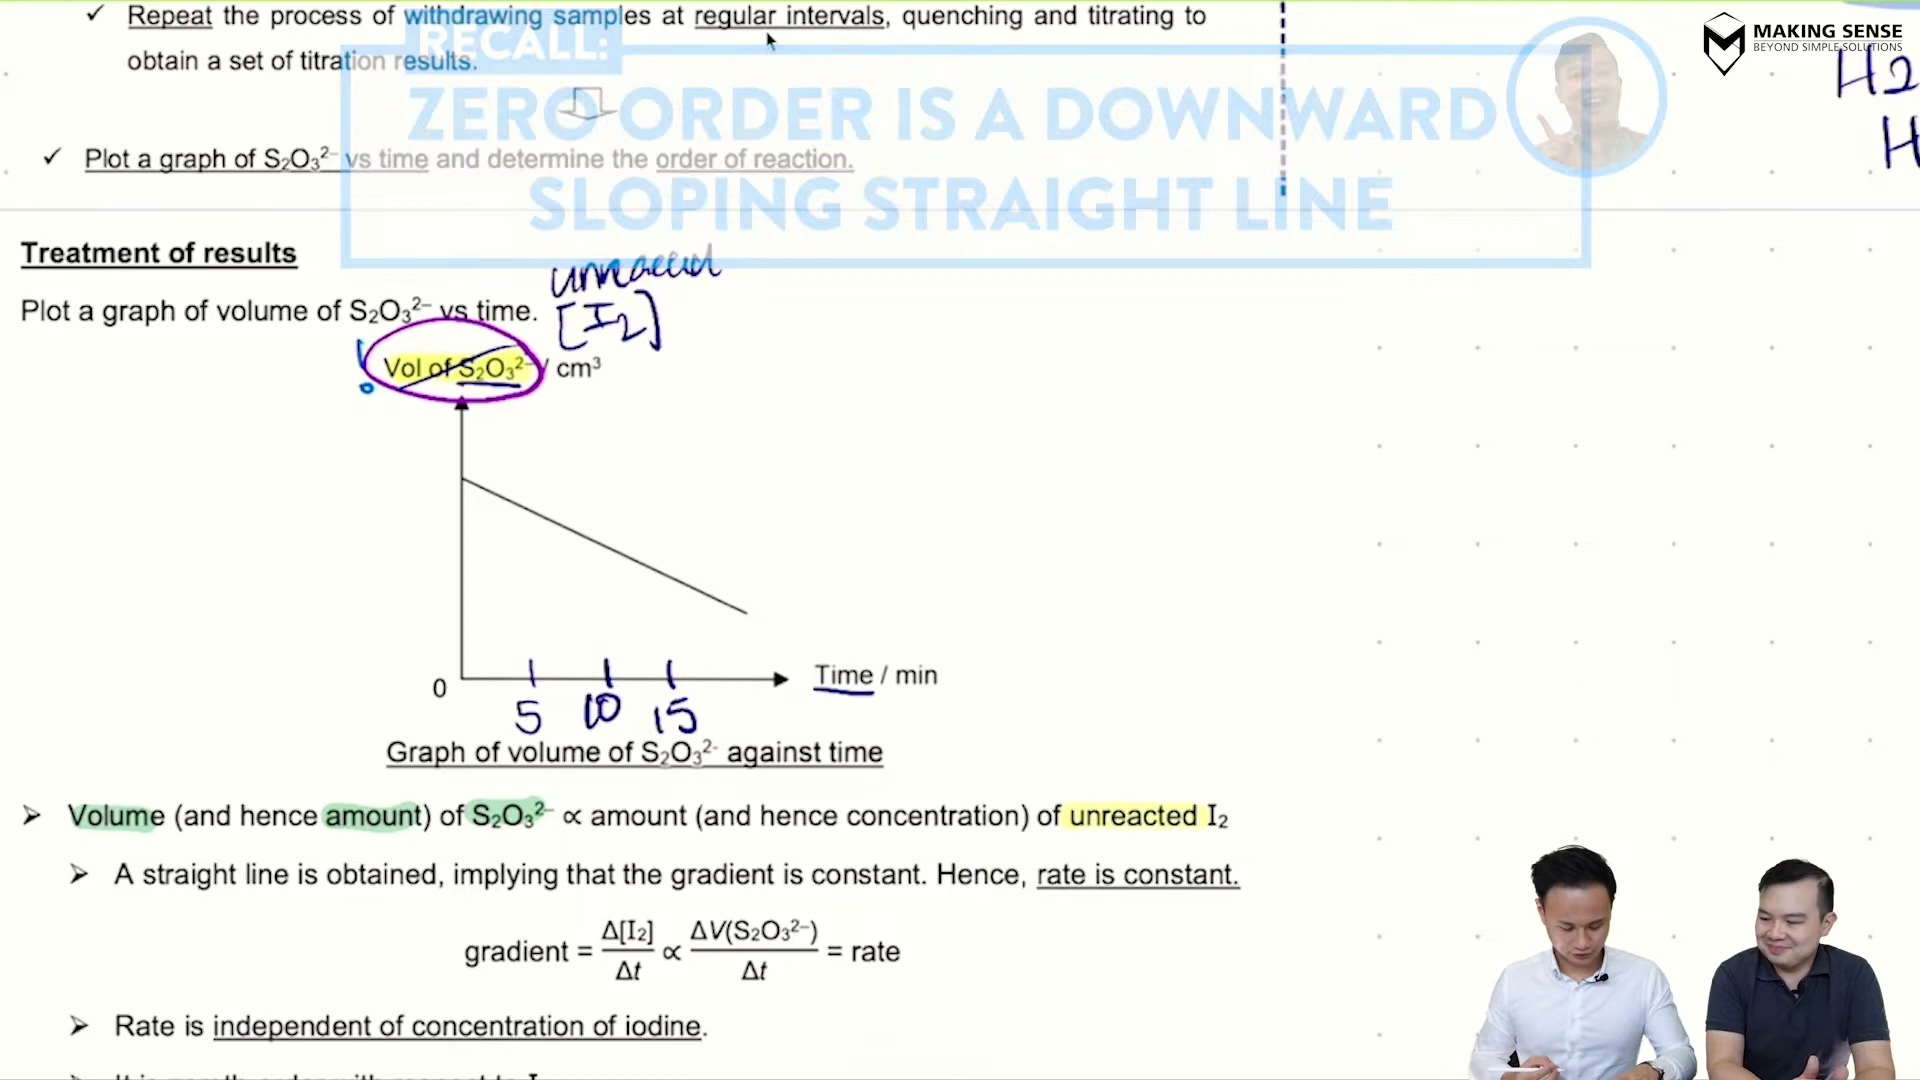 ✓ Repeat the process of withdrawing samples at regular intervals, quenching and titrating to
obtain a set of titration results.
MAKING SENSE
BEYOND SIMPLE SOLUTIONS
RECALL:
ZERO ORDER IS A DOWNWARD
SLOPING STRAIGHT LINE
H2
H
✓ Plot a graph of S₂O₃²⁻ vs time and determine the order of reaction.
Treatment of results
Plot a graph of volume of S₂O₃²⁻ vs time.
unreacted
[I2]
!
Vol of S₂O₃²⁻ / cm³
0
5 10 15
Time / min
Graph of volume of S₂O₃²⁻ against time
➢ Volume (and hence amount) of S₂O₃²⁻ ∝ amount (and hence concentration) of unreacted I₂
➢ A straight line is obtained, implying that the gradient is constant. Hence, rate is constant.
gradient = Δ[I₂]/Δt ∝ ΔV(S₂O₃²⁻)/Δt = rate
➢ Rate is independent of concentration of iodine.